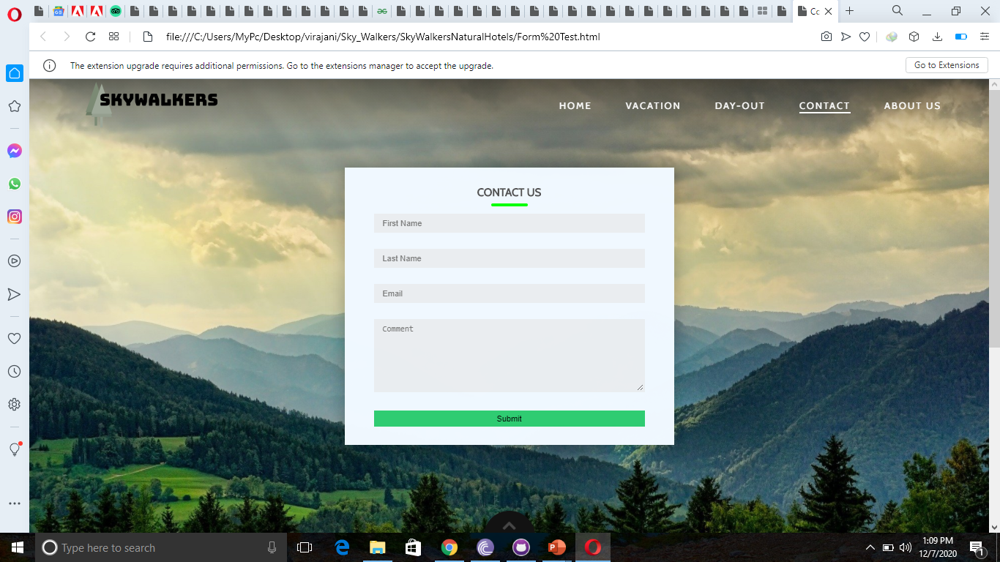 Cc
file:///C:/Users/MyPc/Desktop/virajani/Sky_Walkers/SkyWalkersNaturalHotels/Form%20Test.html
The extension upgrade requires additional permissions. Go to the extensions manager to accept the upgrade.
Go to Extensions
SKYWALKERS
HOME
VACATION
DAY-OUT
CONTACT
ABOUT US
CONTACT US
First Name
Last Name
Email
Comment
Submit
Type here to search
1:09 PM
12/7/2020
1